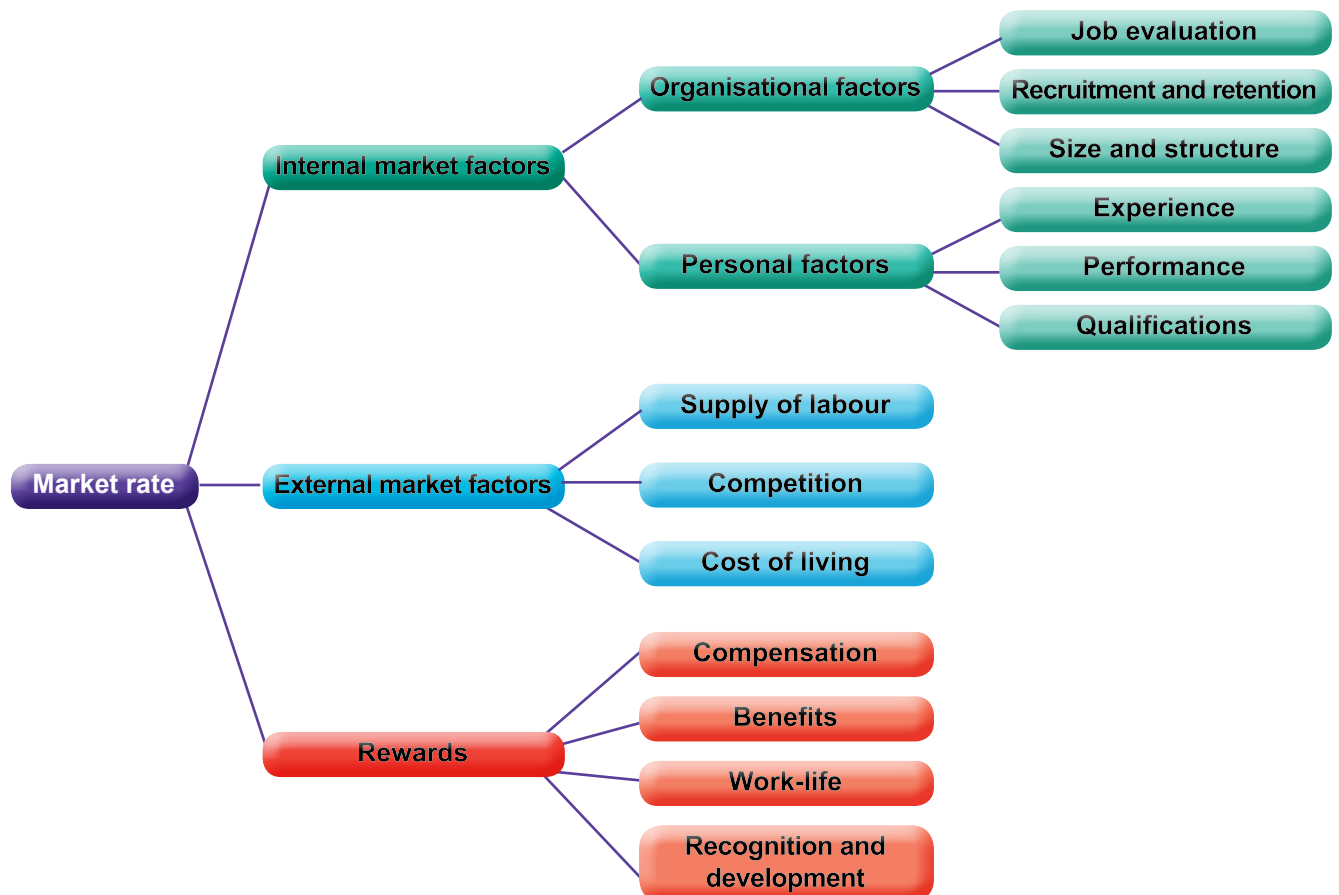 Market rate
Internal market factors
Organisational factors
Job evaluation
Recruitment and retention
Size and structure
Personal factors
Experience
Performance
Qualifications
External market factors
Supply of labour
Competition
Cost of living
Rewards
Compensation
Benefits
Work-life
Recognition and
development